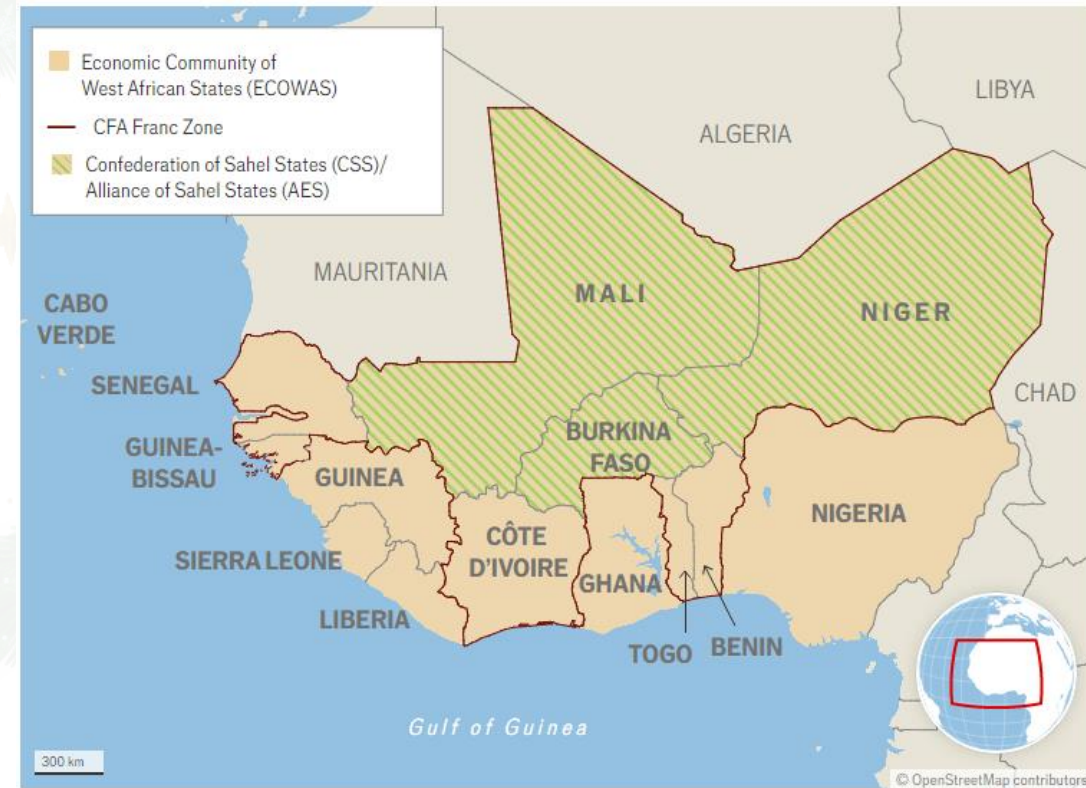 Economic Community of
West African States (ECOWAS)
CFA Franc Zone
Confederation of Sahel States (CSS)/
Alliance of Sahel States (AES)
LIBYA
ALGERIA
MAURITANIA
MALI
NIGER
CABO
VERDE
SENEGAL
CHAD
GUINEA-
BISSAU
BURKINA
FASO
GUINEA
NIGERIA
CÔTE
D'IVOIRE
SIERRA LEONE
GHANA
LIBERIA
TOGO
BENIN
Gulf of Guinea
300 km
© OpenStreetMap contributors